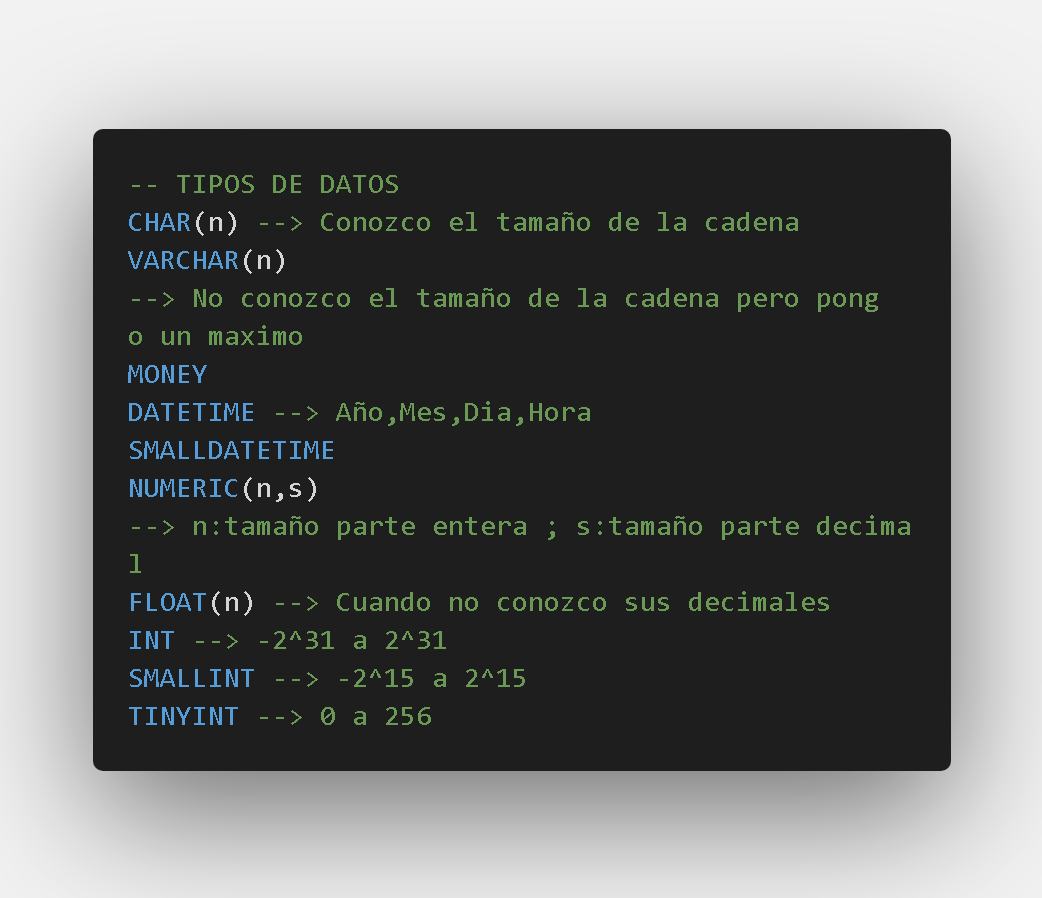 -- TIPOS DE DATOS
CHAR(n) --> Conozco el tamaño de la cadena
VARCHAR(n)
--> No conozco el tamaño de la cadena pero pong
o un maximo
MONEY
DATETIME --> Año,Mes,Dia,Hora
SMALLDATETIME
NUMERIC(n,s)
--> n:tamaño parte entera ; s:tamaño parte decima
l
FLOAT(n) --> Cuando no conozco sus decimales
INT --> -2^31 a 2^31
SMALLINT --> -2^15 a 2^15
TINYINT --> 0 a 256